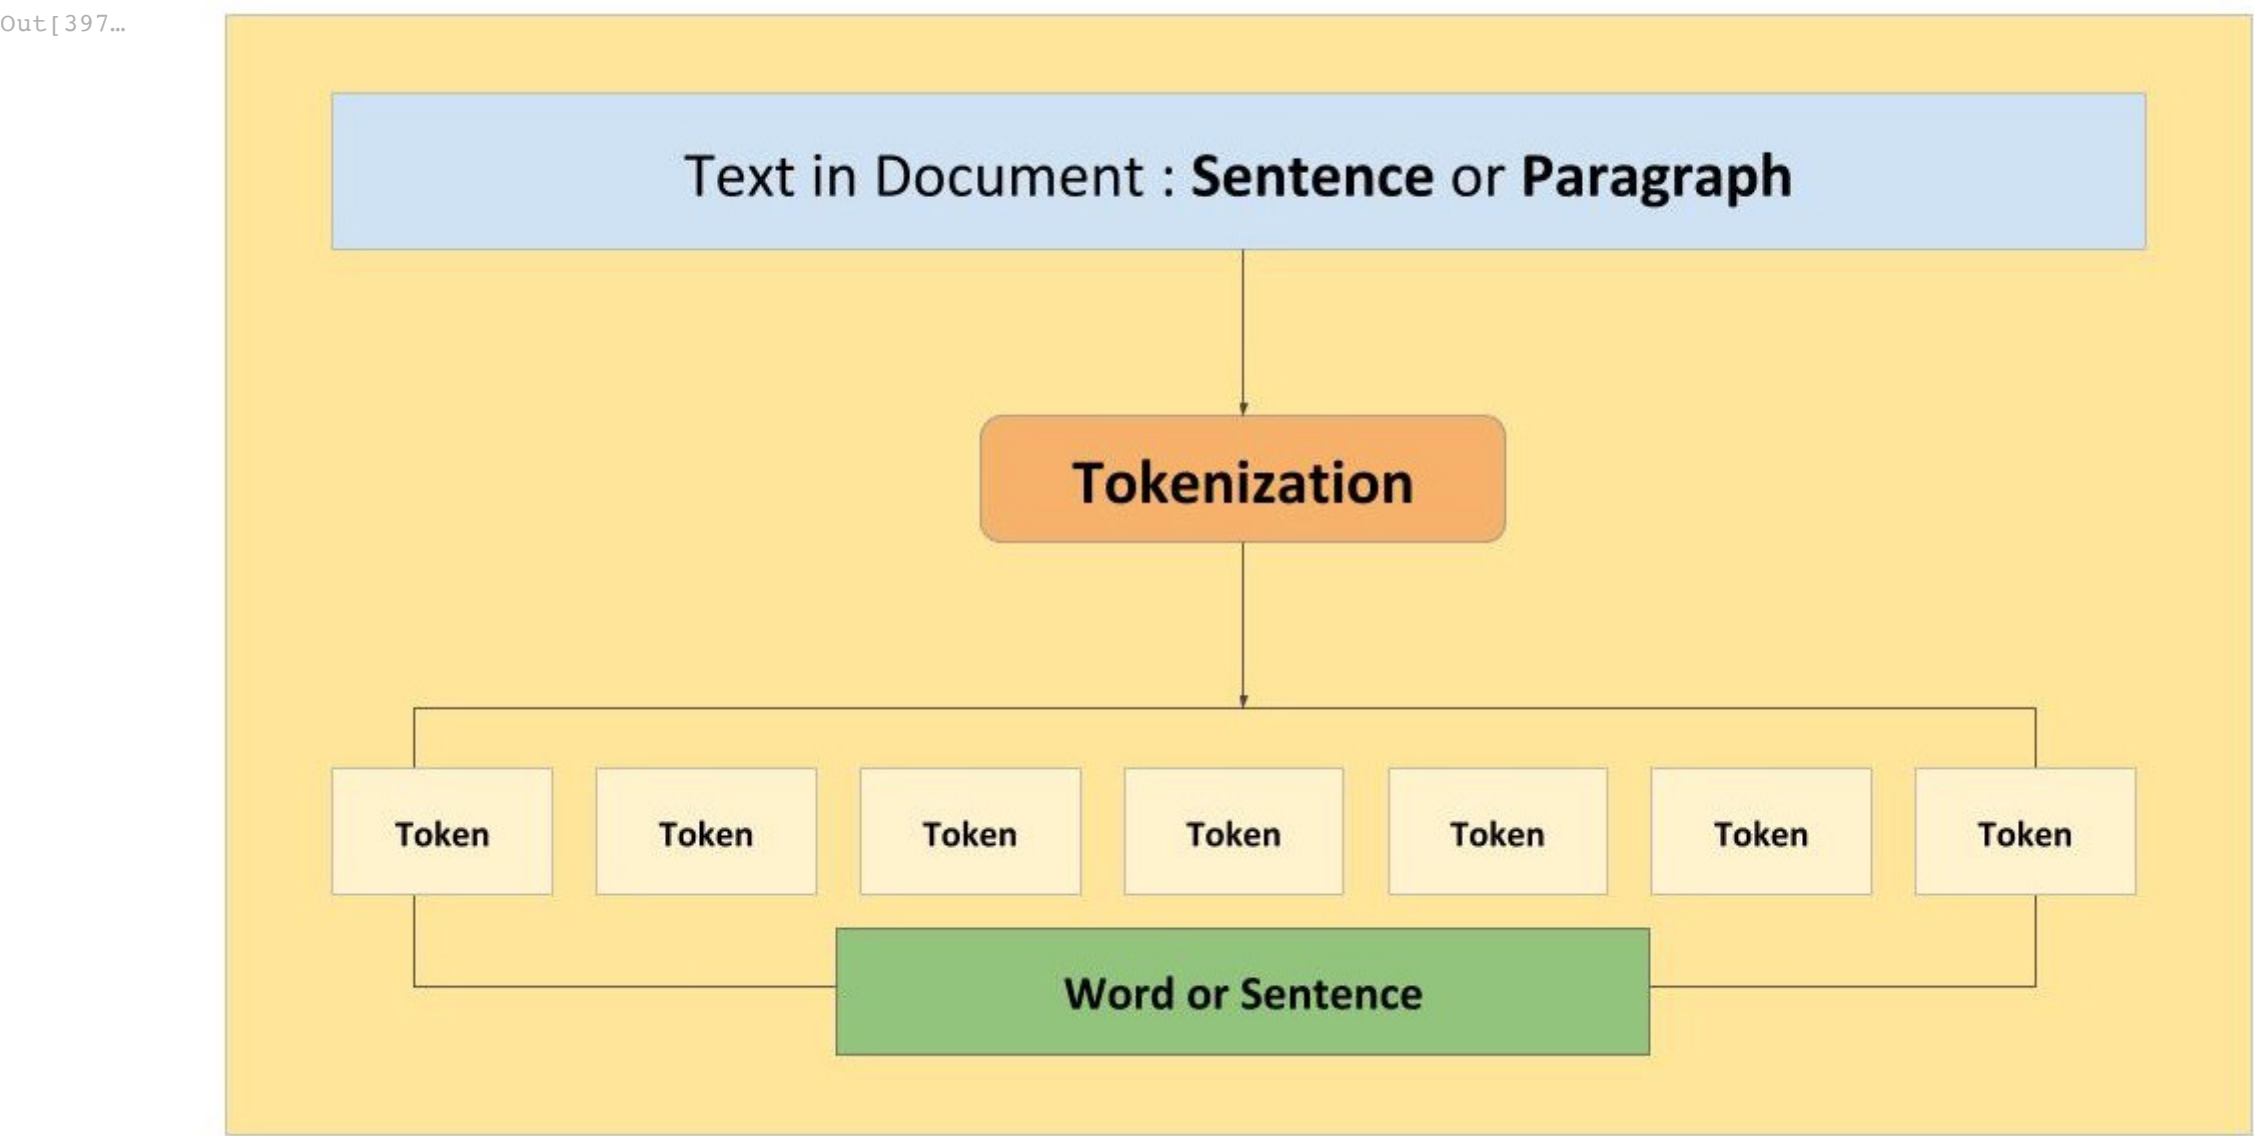 Out[397…
Text in Document : Sentence or Paragraph
Tokenization
Token
Token
Token
Token
Token
Token
Token
Word or Sentence